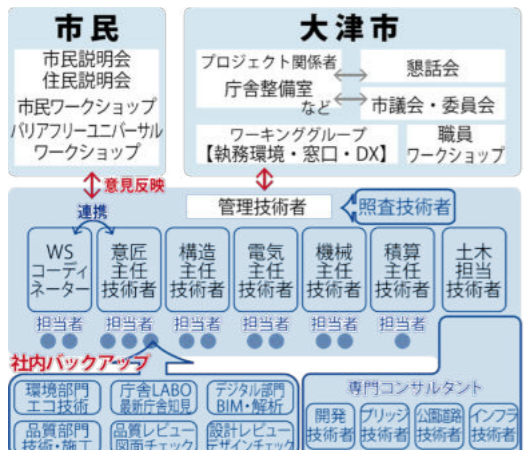 市民
市民説明会
住民説明会
市民ワークショップ
バリアフリーユニバーサル
ワークショップ
大津市
プロジェクト関係者
庁舎整備室
など
懇話会
市議会・委員会
ワーキンググループ
【執務環境・窓口・DX】
職員
ワークショップ
意見反映
連携
管理技術者
照査技術者
WS
コーディ
ネーター
意匠
主任
技術者
構造
主任
技術者
電気
主任
技術者
機械
主任
技術者
積算
主任
技術者
土木
担当
技術者
担当者
担当者
担当者
担当者
担当者
担当者
社内バックアップ
環境部門
エコ技術
庁舎LABO
最新庁舎知見
デジタル部門
BIM・解析
品質部門
技術・施工
品質レビュー
図面チェック
設計レビュー
デザインチェック
専門コンサルタント
開発
技術者
ブリッジ
技術者
公園道路
技術者
インフラ
技術者